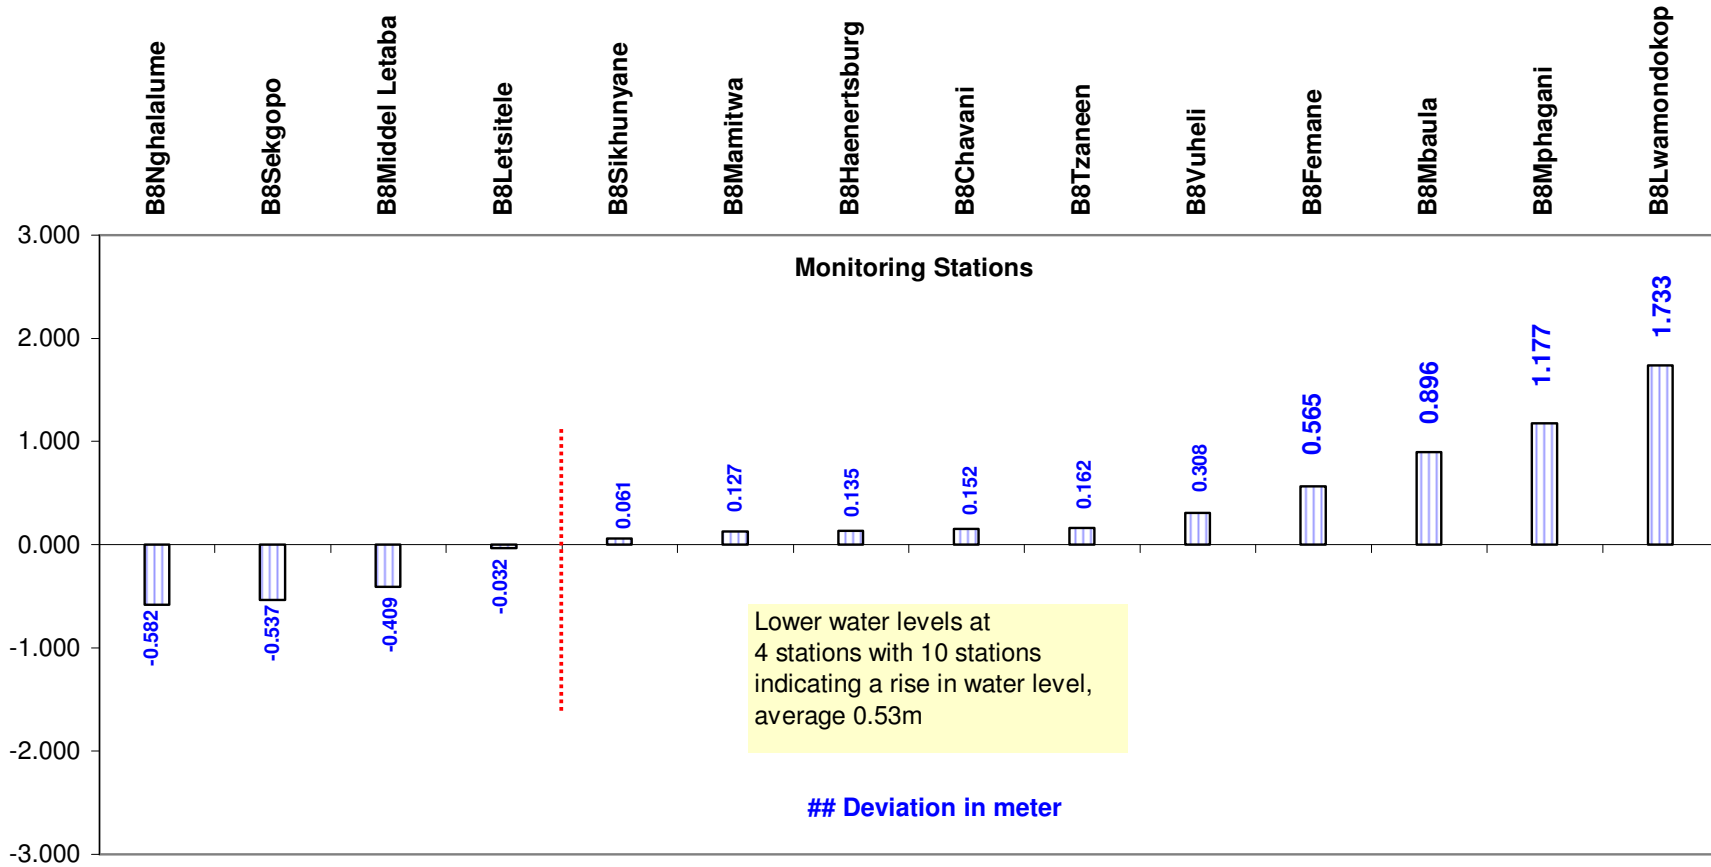 B8Nghalalume
B8Sekgopo
B8Middel Letaba
B8Letsitele
B8Sikhunyane
B8Mamitwa
B8Haenertsburg
B8Chavani
B8Tzaneen
B8Vuheli
B8Femane
B8Mbaula
B8Mphagani
B8Lwamondokop
Monitoring Stations
3.000
2.000
1.000
0.000
-1.000
-2.000
-3.000
-0.582
-0.537
-0.409
-0.032
0.061
0.127
0.135
0.152
0.162
0.308
0.565
0.896
1.177
1.733
Lower water levels at
4 stations with 10 stations
indicating a rise in water level,
average 0.53m
## Deviation in meter